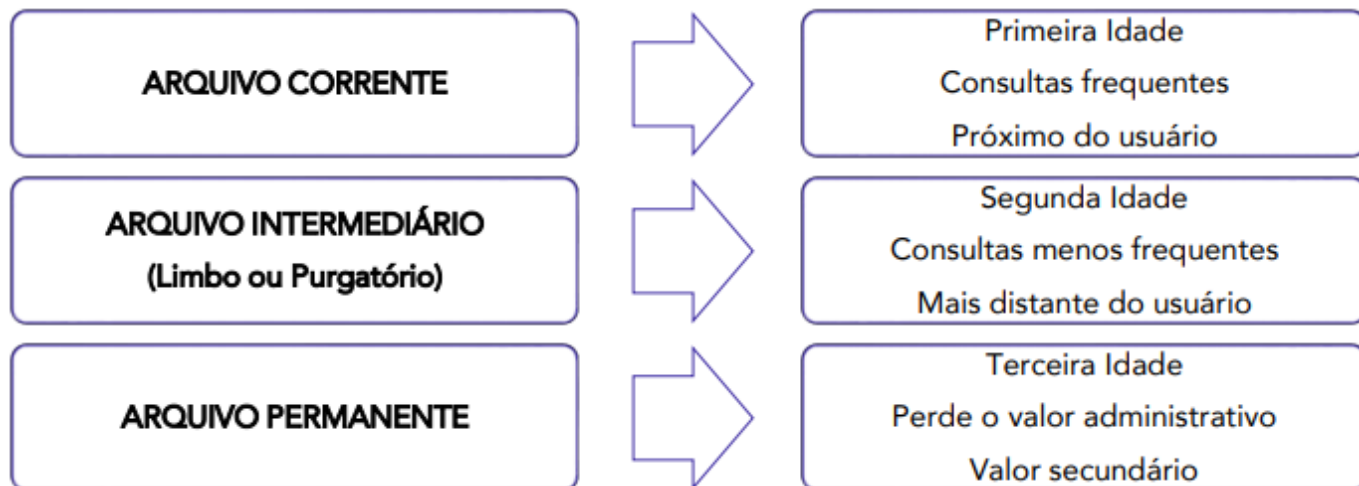 ARQUIVO CORRENTE
Primeira Idade
Consultas frequentes
Próximo do usuário
ARQUIVO INTERMEDIÁRIO
(Limbo ou Purgatório)
Segunda Idade
Consultas menos frequentes
Mais distante do usuário
ARQUIVO PERMANENTE
Terceira Idade
Perde o valor administrativo
Valor secundário